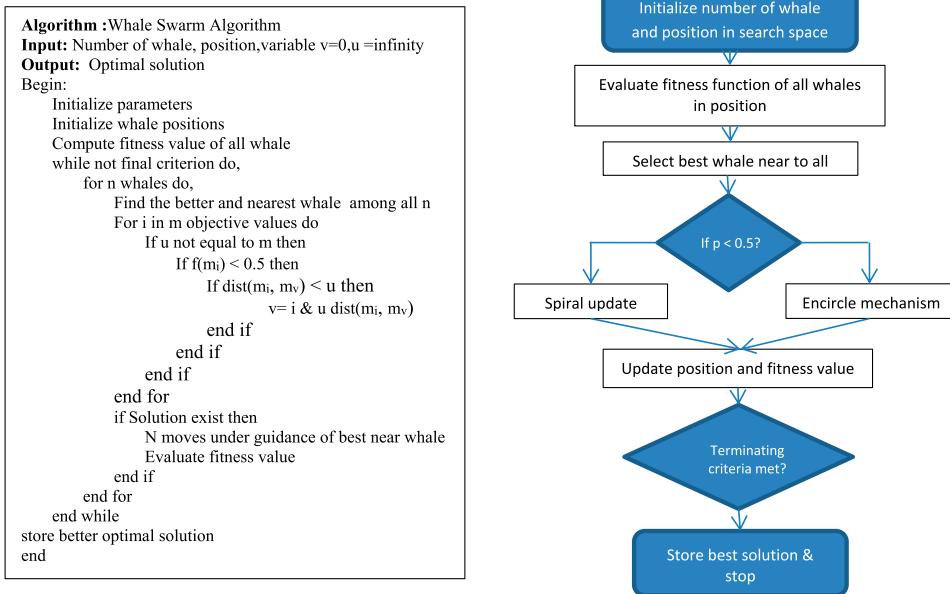 Algorithm :Whale Swarm Algorithm
Input: Number of whale, position,variable v=0,u =infinity
Output: Optimal solution
Begin:
Initialize parameters
Initialize whale positions
Compute fitness value of all whale
while not final criterion do,
for n whales do,
Find the better and nearest whale among all n
For i in m objective values do
If u not equal to m then
If f(mᵢ) < 0.5 then
If dist(mᵢ, mᵥ) < u then
v= i & u dist(mᵢ, mᵥ)
end if
end if
end if
end for
if Solution exist then
N moves under guidance of best near whale
Evaluate fitness value
end if
end for
end while
store better optimal solution
end
Initialize number of whale
and position in search space
Evaluate fitness function of all whales
in position
Select best whale near to all
If p < 0.5?
Spiral update
Encircle mechanism
Update position and fitness value
Terminating
criteria met?
Store best solution &
stop